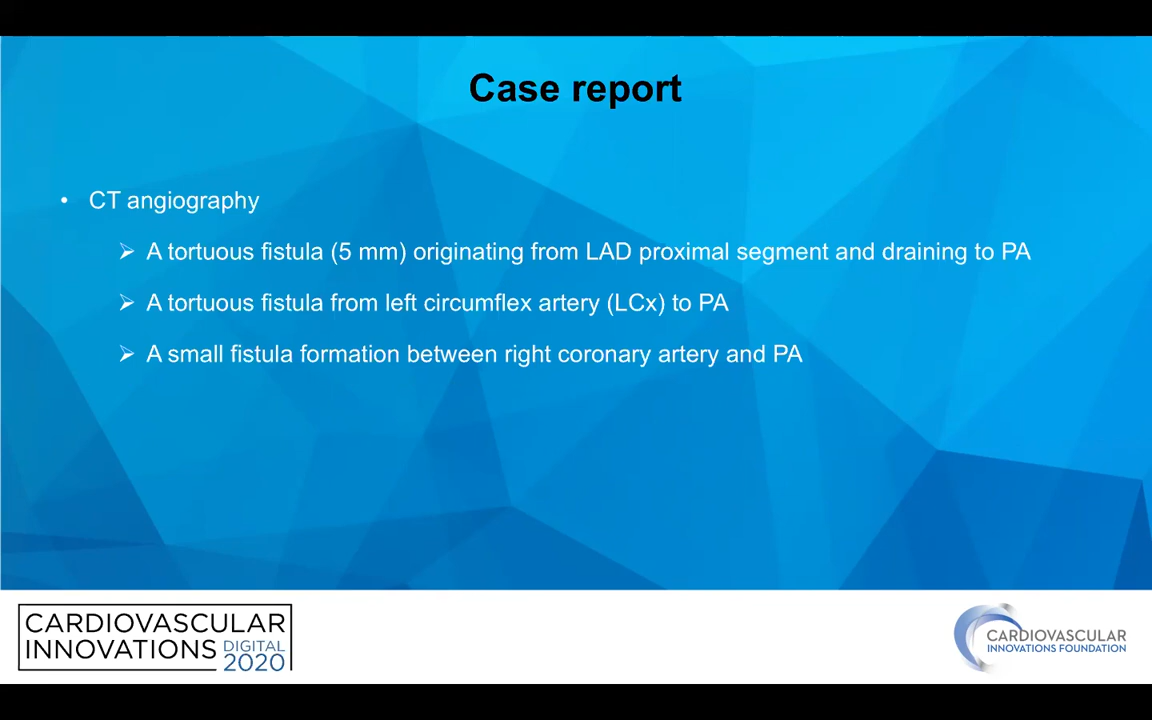 Case report
• CT angiography
➢ A tortuous fistula (5 mm) originating from LAD proximal segment and draining to PA
➢ A tortuous fistula from left circumflex artery (LCx) to PA
➢ A small fistula formation between right coronary artery and PA
CARDIOVASCULAR
INNOVATIONS DIGITAL 2020
CARDIOVASCULAR
INNOVATIONS FOUNDATION